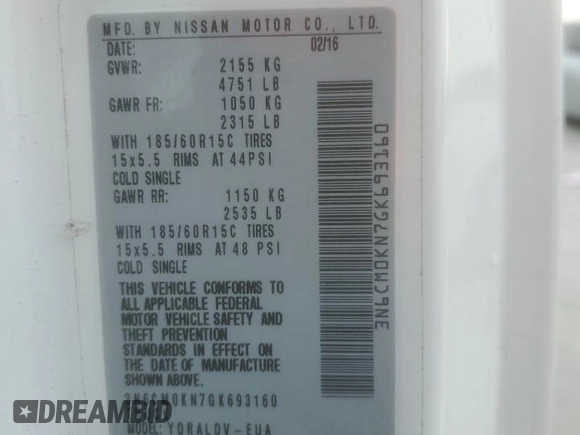 MFD. BY NISSAN MOTOR CO., LTD.
DATE: 02/16
GVWR: 2155 KG
4751 LB
GAWR FR: 1050 KG
2315 LB
WITH 185/60R15C TIRES
15x5.5 RIMS AT 44PSI
COLD SINGLE
GAWR RR: 1150 KG
2535 LB
WITH 185/60R15C TIRES
15x5.5 RIMS AT 48 PSI
COLD SINGLE
THIS VEHICLE CONFORMS TO
ALL APPLICABLE FEDERAL
MOTOR VEHICLE SAFETY AND
THEFT PREVENTION
STANDARDS IN EFFECT ON
THE DATE OF MANUFACTURE
SHOWN ABOVE.
3N6CM0KN7GK693160
MODEL: YDRALDV-EUA
3N6CM0KN7GK693160
DREAMBID